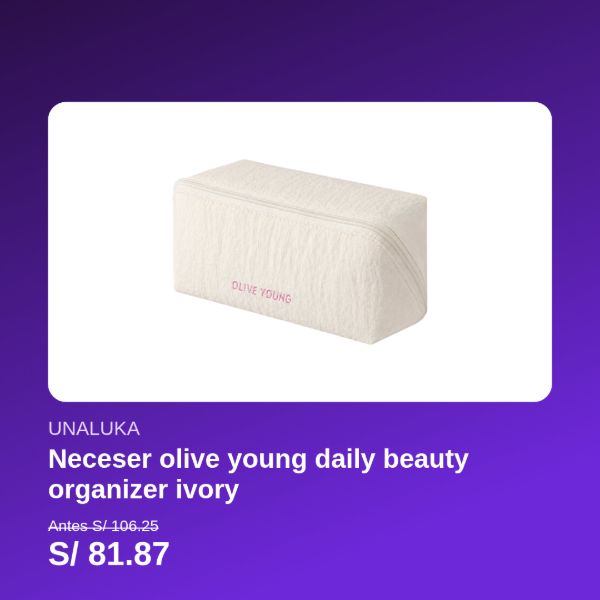 OLIVE YOUNG
UNALUKA
Neceser olive young daily beauty
organizer ivory
Antes S/ 106.25
S/ 81.87